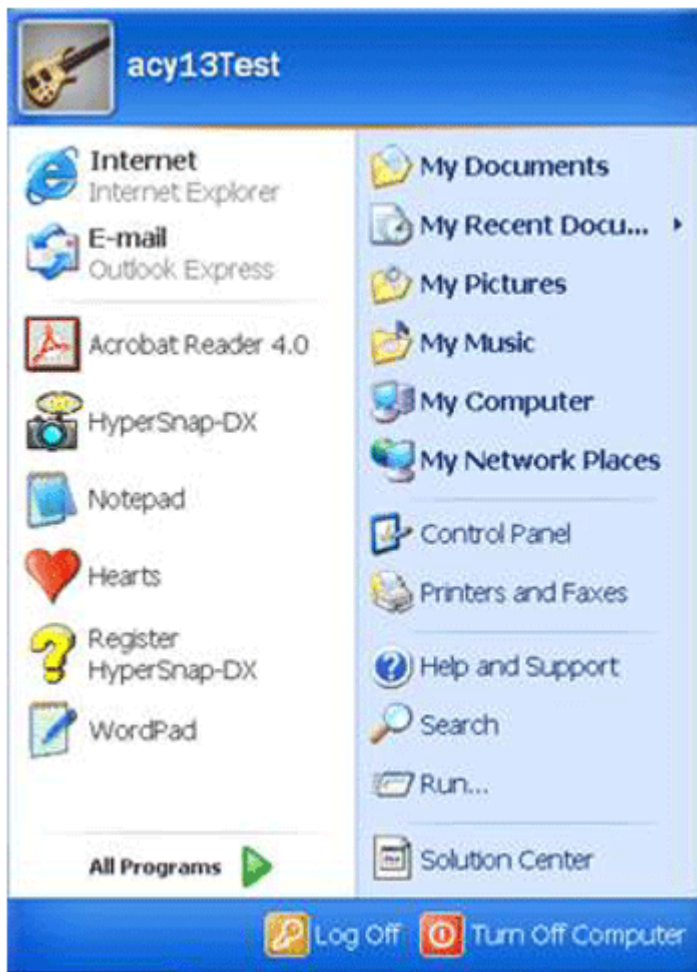 acy13Test
Internet
Internet Explorer
E-mail
Outlook Express
Acrobat Reader 4.0
HyperSnap-DX
Notepad
Hearts
Register
HyperSnap-DX
WordPad
All Programs
My Documents
My Recent Docu...
My Pictures
My Music
My Computer
My Network Places
Control Panel
Printers and Faxes
Help and Support
Search
Run...
Solution Center
Log Off
Turn Off Computer